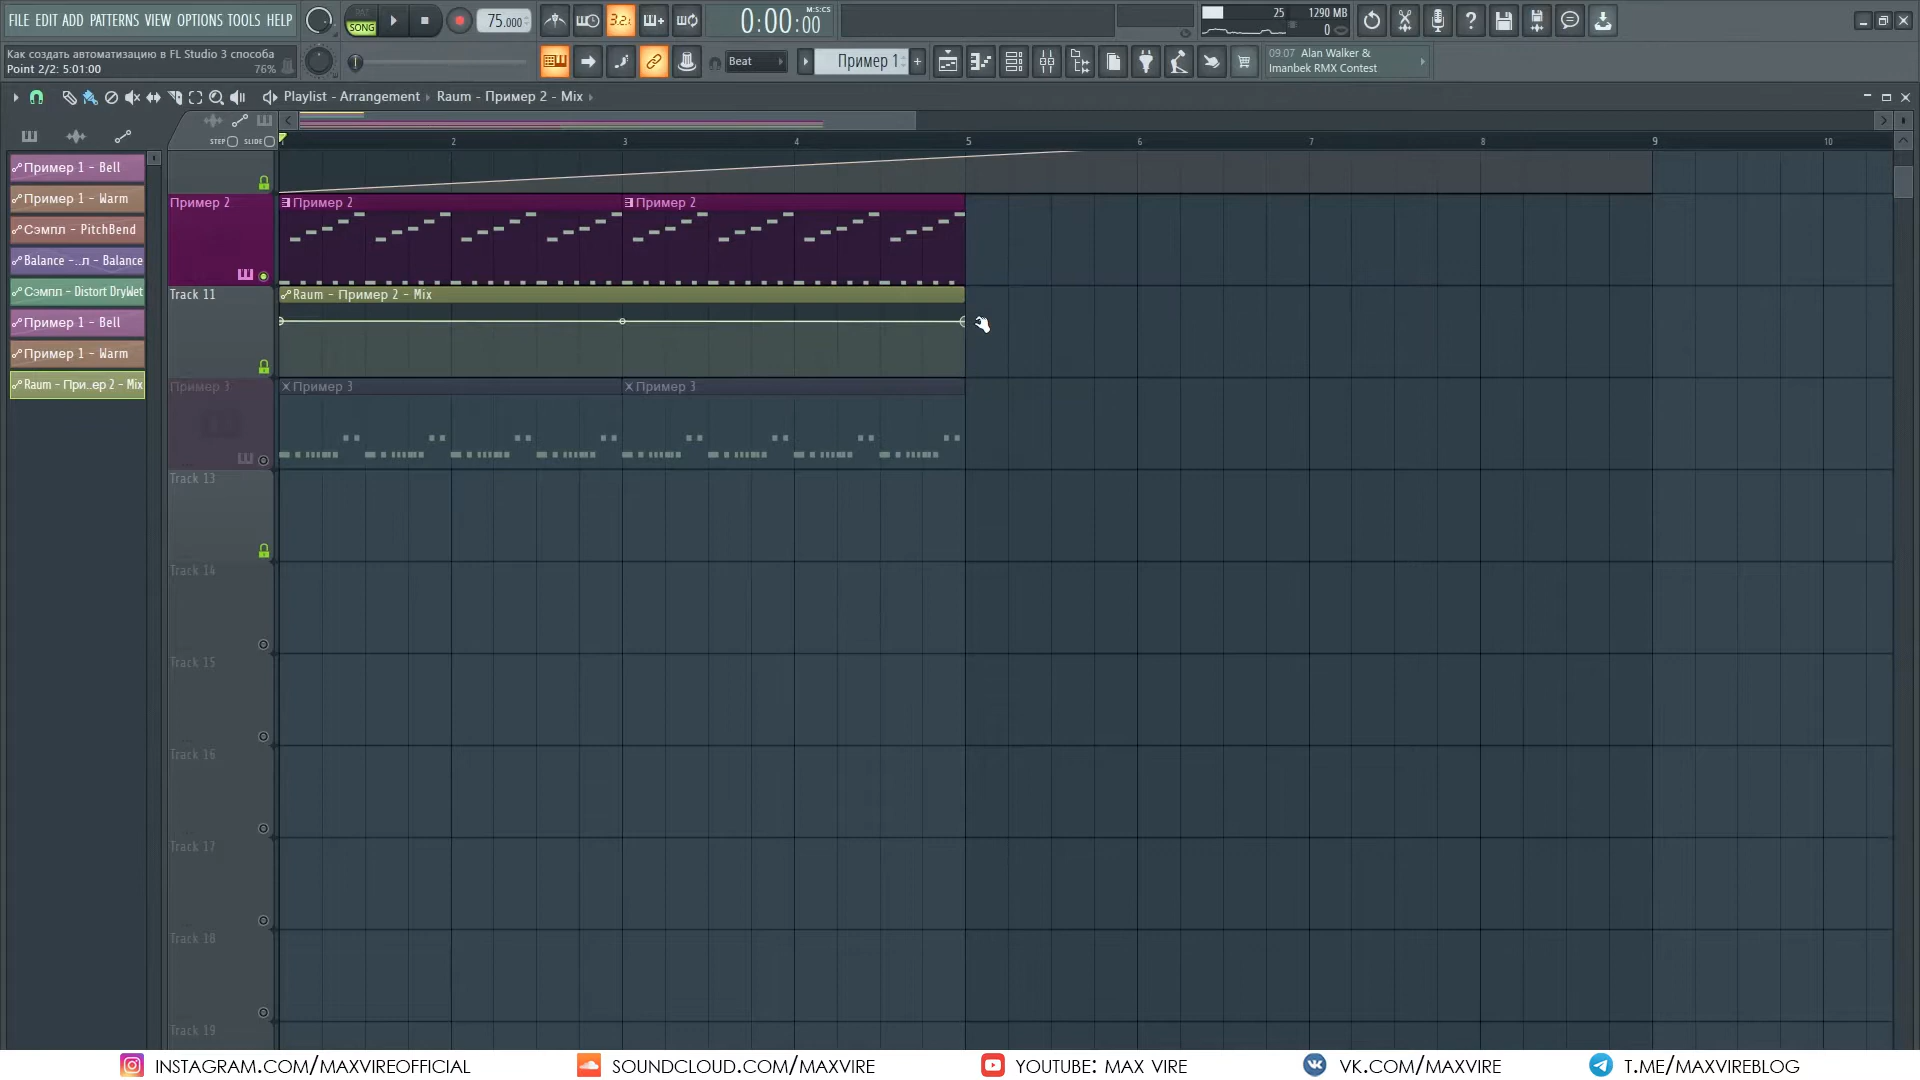 FILE EDIT ADD PATTERNS VIEW OPTIONS TOOLS HELP
SONG
75.000
3.2.
0:00:00
M:S:CS
25
1290 MB
0
Как создать автоматизацию в FL Studio 3 способа
Point 2/2: 5:01:00
76%
Beat
Пример 1
+
09.07 Alan Walker &
Imanbek RMX Contest
Playlist - Arrangement
Raum - Пример 2 - Mix
STEP
SLIDE
1 2 3 4 5 6 7 8 9 10
Пример 1 - Bell
Пример 1 - Warm
Сэмпл - PitchBend
Balance -..л - Balance
Сэмпл - Distort DryWet
Пример 1 - Bell
Пример 1 - Warm
Raum - При..ер 2 - Mix
Пример 2
Пример 2
Пример 2
Track 11
Raum - Пример 2 - Mix
Пример 3
Пример 3
Пример 3
Track 13
Track 14
Track 15
Track 16
Track 17
Track 18
Track 19
INSTAGRAM.COM/MAXVIREOFFICIAL
SOUNDCLOUD.COM/MAXVIRE
YOUTUBE: MAX VIRE
VK.COM/MAXVIRE
T.ME/MAXVIREBLOG